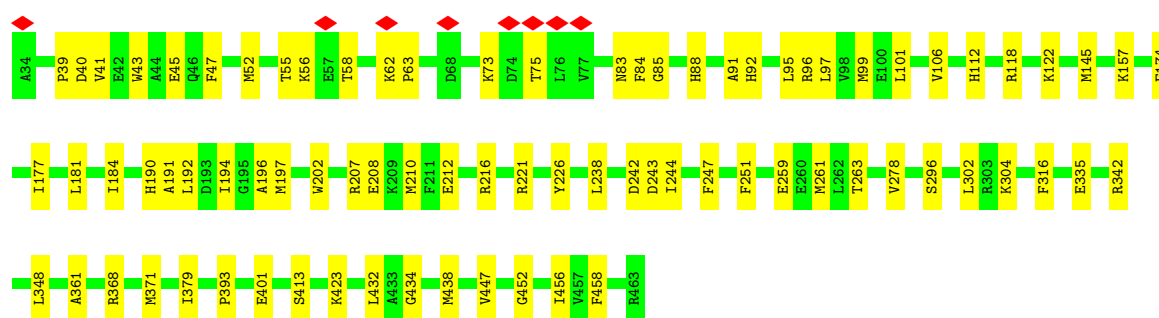 A34 P39 D40 V41 E42 W43 A44 E45 Q46 F47 M52 T55 K56 E57 T58 K62 P63 D68 K73 D74 T75 L76 V77 N83 F84 G85 H88 A91 H92 L95 R96 L97 V98 M99 E100 L101 V106 H112 R118 K122 M145 K157
I177 L181 I184 H190 A191 L192 D193 I194 G195 A196 M197 W202 R207 E208 K209 M210 F211 E212 R216 R221 Y226 L238 D242 D243 I244 F247 F251 E259 E260 M261 L262 T263 V278 S296 L302 R303 K304 F316 E335 R342
L348 A361 R368 M371 I379 P393 E401 S413 K423 L432 A433 G434 M438 V447 G452 I456 V457 F458 R463